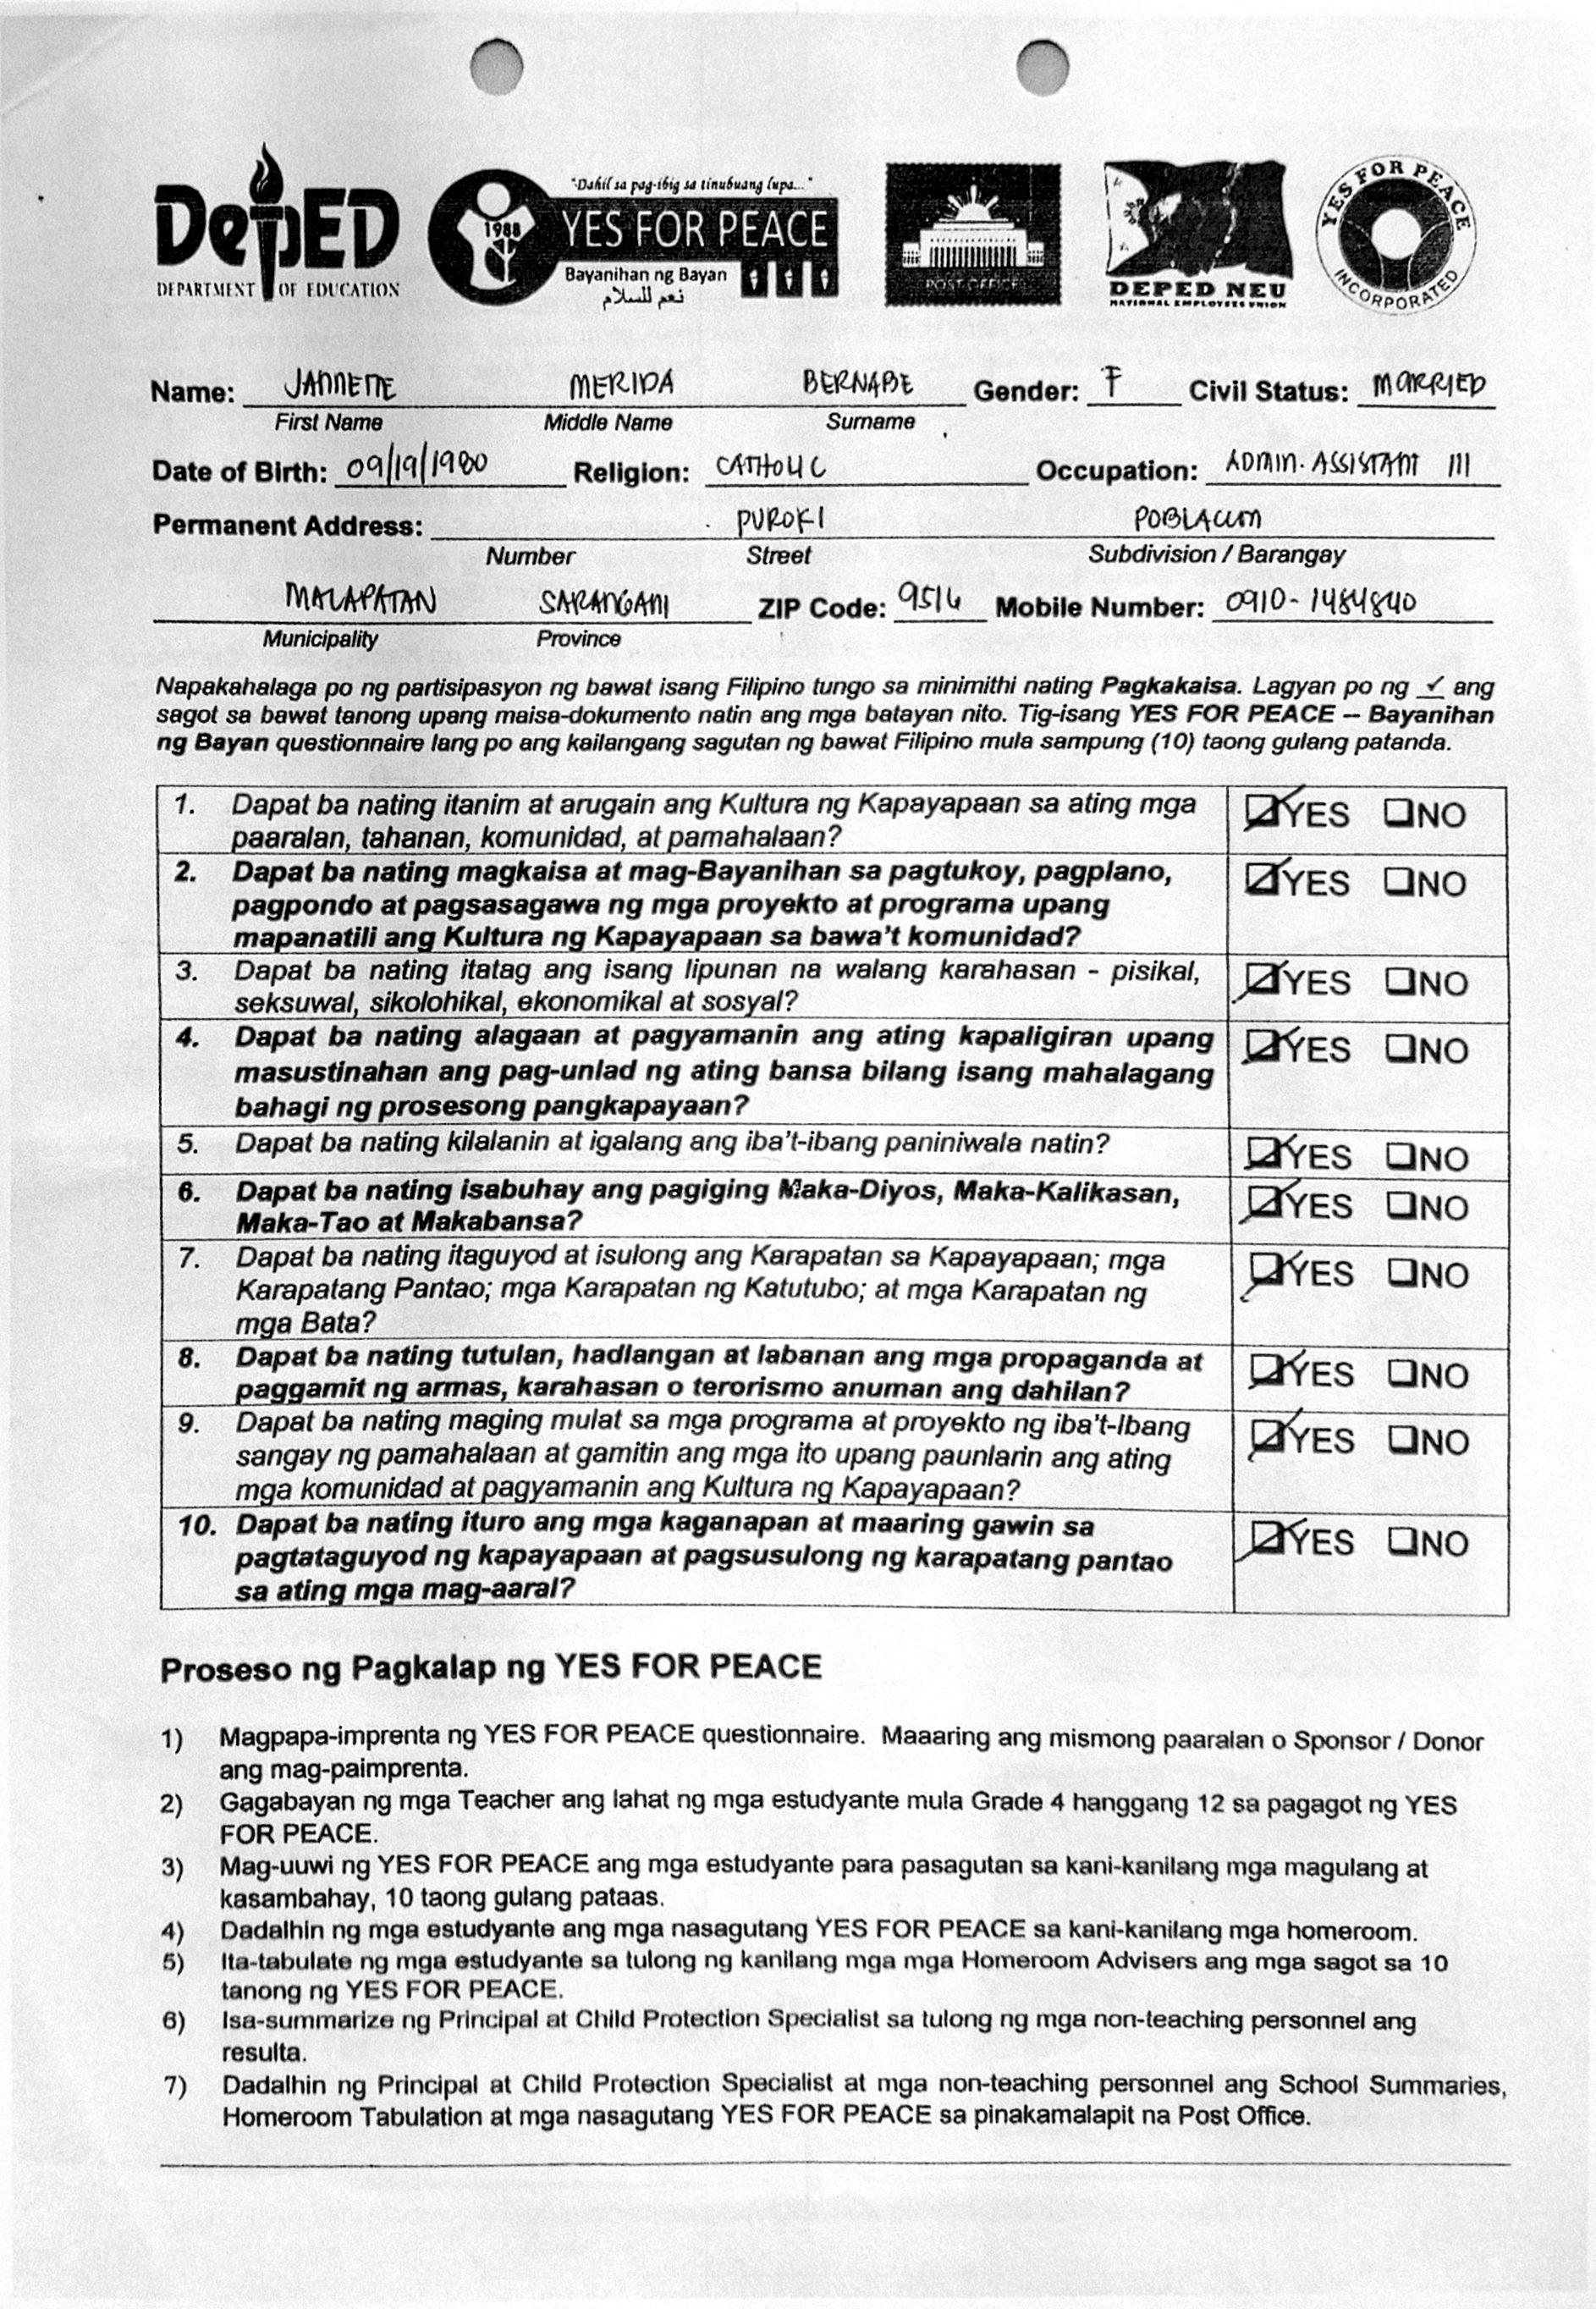 DepED
DEPARTMENT OF EDUCATION
"Dahil sa pag-ibig sa tinubuang lupa..."
1988
YES FOR PEACE
Bayanihan ng Bayan
نعم للسلام
POST OFFICE
DEPED NEU
NATIONAL EMPLOYEES UNION
YES FOR PEACE
INCORPORATED
Name: JANNETTE MERIDA BERNABE Gender: F Civil Status: MARRIED
First Name Middle Name Surname
Date of Birth: 09/19/1980 Religion: CATHOLIC Occupation: ADMIN. ASSISTANT III
Permanent Address: PUROK 1 POBLACION
Number Street Subdivision / Barangay
MALAPATAN SARANGANI ZIP Code: 9516 Mobile Number: 0910-1484840
Municipality Province
Napakahalaga po ng partisipasyon ng bawat isang Filipino tungo sa minimithi nating Pagkakaisa. Lagyan po ng ✓ ang
sagot sa bawat tanong upang maisa-dokumento natin ang mga batayan nito. Tig-isang YES FOR PEACE -- Bayanihan
ng Bayan questionnaire lang po ang kailangang sagutan ng bawat Filipino mula sampung (10) taong gulang patanda.
1. Dapat ba nating itanim at arugain ang Kultura ng Kapayapaan sa ating mga YES NO
paaralan, tahanan, komunidad, at pamahalaan?
2. Dapat ba nating magkaisa at mag-Bayanihan sa pagtukoy, pagplano, YES NO
pagpondo at pagsasagawa ng mga proyekto at programa upang
mapanatili ang Kultura ng Kapayapaan sa bawa't komunidad?
3. Dapat ba nating itatag ang isang lipunan na walang karahasan - pisikal, YES NO
seksuwal, sikolohikal, ekonomikal at sosyal?
4. Dapat ba nating alagaan at pagyamanin ang ating kapaligiran upang YES NO
masustinahan ang pag-unlad ng ating bansa bilang isang mahalagang
bahagi ng prosesong pangkapayaan?
5. Dapat ba nating kilalanin at igalang ang iba't-ibang paniniwala natin? YES NO
6. Dapat ba nating isabuhay ang pagiging Maka-Diyos, Maka-Kalikasan, YES NO
Maka-Tao at Makabansa?
7. Dapat ba nating itaguyod at isulong ang Karapatan sa Kapayapaan; mga YES NO
Karapatang Pantao; mga Karapatan ng Katutubo; at mga Karapatan ng
mga Bata?
8. Dapat ba nating tutulan, hadlangan at labanan ang mga propaganda at YES NO
paggamit ng armas, karahasan o terorismo anuman ang dahilan?
9. Dapat ba nating maging mulat sa mga programa at proyekto ng iba't-Ibang YES NO
sangay ng pamahalaan at gamitin ang mga ito upang paunlarin ang ating
mga komunidad at pagyamanin ang Kultura ng Kapayapaan?
10. Dapat ba nating ituro ang mga kaganapan at maaring gawin sa YES NO
pagtataguyod ng kapayapaan at pagsusulong ng karapatang pantao
sa ating mga mag-aaral?
Proseso ng Pagkalap ng YES FOR PEACE
1) Magpapa-imprenta ng YES FOR PEACE questionnaire. Maaaring ang mismong paaralan o Sponsor / Donor
ang mag-paimprenta.
2) Gagabayan ng mga Teacher ang lahat ng mga estudyante mula Grade 4 hanggang 12 sa pagagot ng YES
FOR PEACE.
3) Mag-uuwi ng YES FOR PEACE ang mga estudyante para pasagutan sa kani-kanilang mga magulang at
kasambahay, 10 taong gulang pataas.
4) Dadalhin ng mga estudyante ang mga nasagutang YES FOR PEACE sa kani-kanilang mga homeroom.
5) Ita-tabulate ng mga estudyante sa tulong ng kanilang mga mga Homeroom Advisers ang mga sagot sa 10
tanong ng YES FOR PEACE.
6) Isa-summarize ng Principal at Child Protection Specialist sa tulong ng mga non-teaching personnel ang
resulta.
7) Dadalhin ng Principal at Child Protection Specialist at mga non-teaching personnel ang School Summaries,
Homeroom Tabulation at mga nasagutang YES FOR PEACE sa pinakamalapit na Post Office.